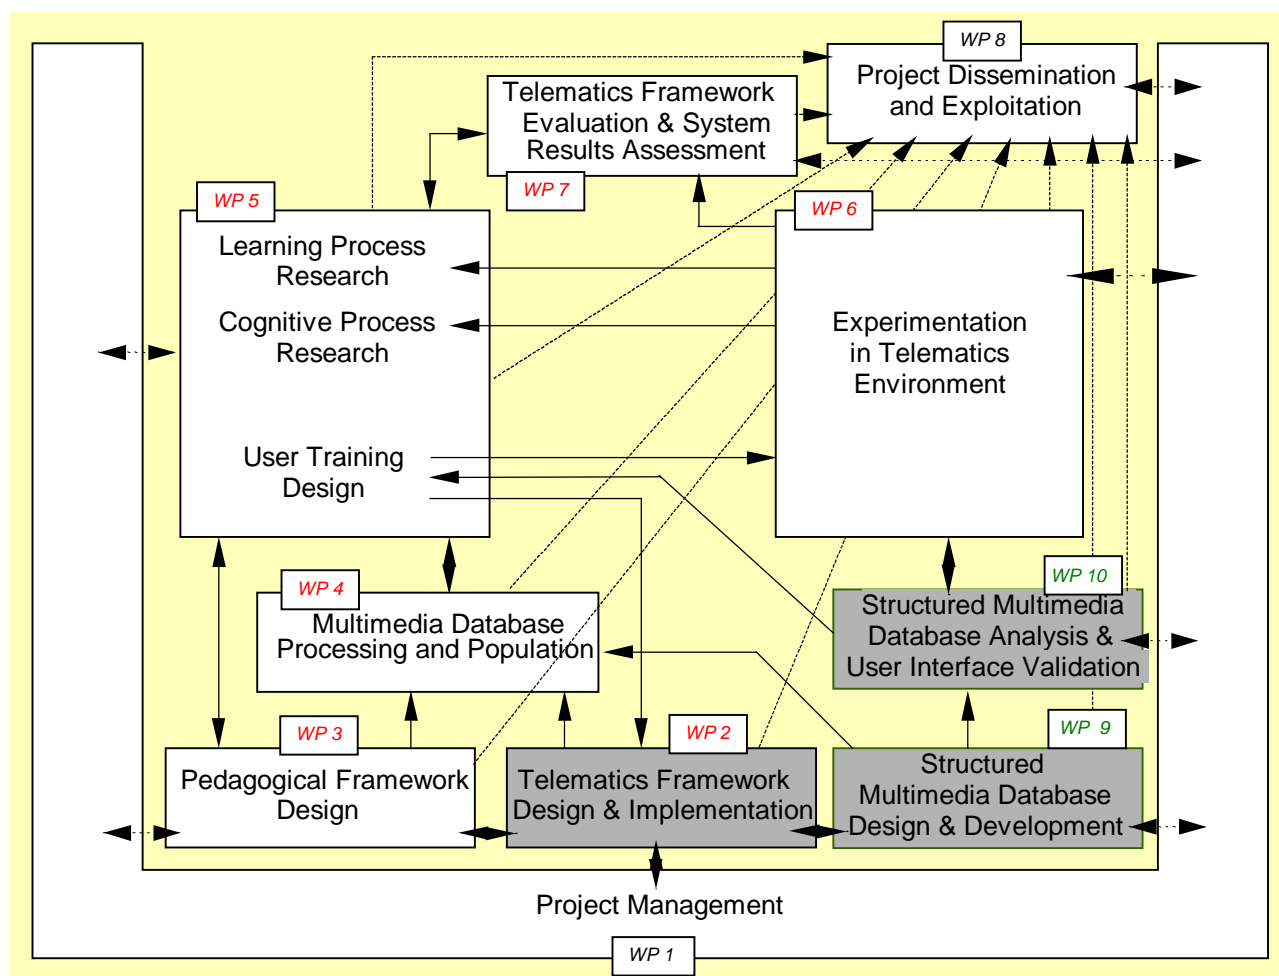 WP 8
Project Dissemination
and Exploitation
Telematics Framework
Evaluation & System
Results Assessment
WP 7
WP 5
Learning Process
Research
Cognitive Process
Research
User Training
Design
WP 6
Experimentation
in Telematics
Environment
WP 4
Multimedia Database
Processing and Population
WP 10
Structured Multimedia
Database Analysis &
User Interface Validation
WP 3
Pedagogical Framework
Design
WP 2
Telematics Framework
Design & Implementation
WP 9
Structured
Multimedia Database
Design & Development
Project Management
WP 1